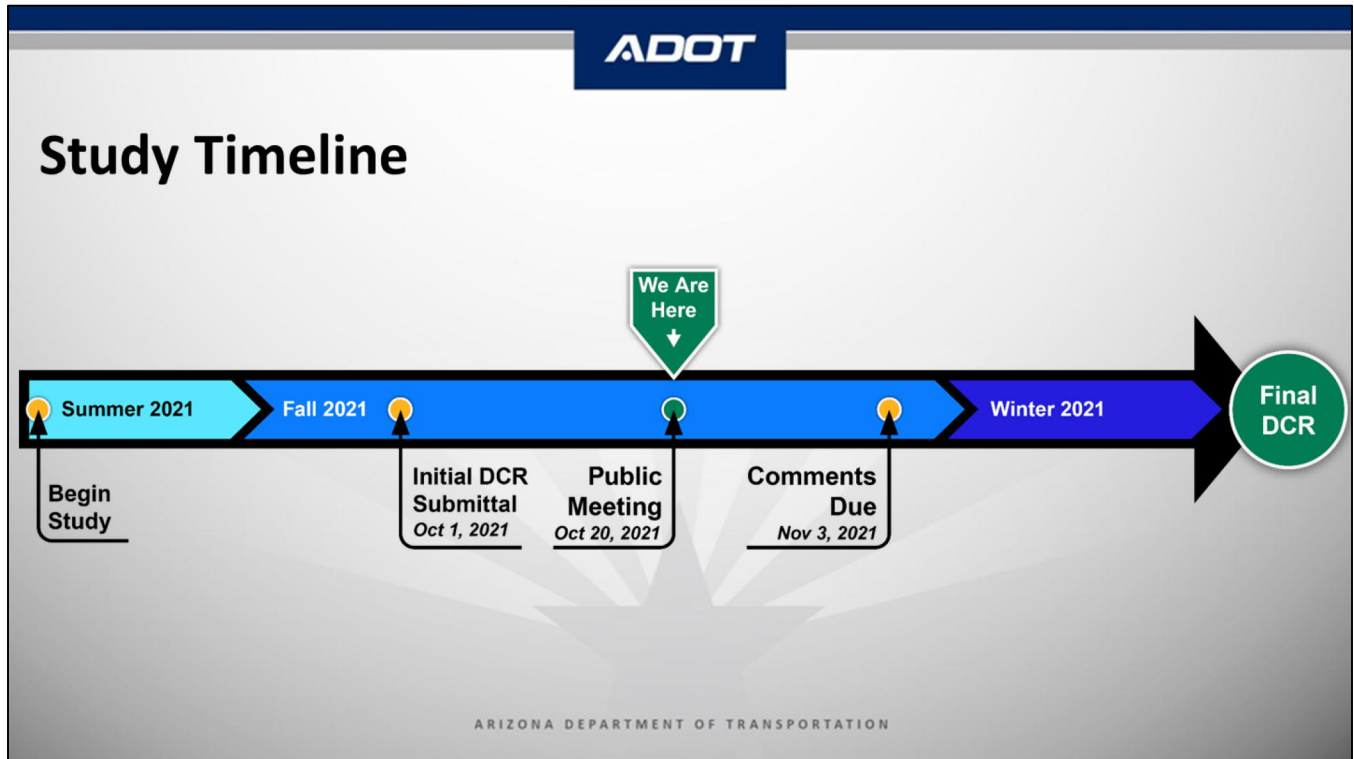 ADOT
Study Timeline
We Are
Here
Summer 2021
Fall 2021
Winter 2021
Final
DCR
Begin
Study
Initial DCR
Submittal
Oct 1, 2021
Public
Meeting
Oct 20, 2021
Comments
Due
Nov 3, 2021
ARIZONA DEPARTMENT OF TRANSPORTATION